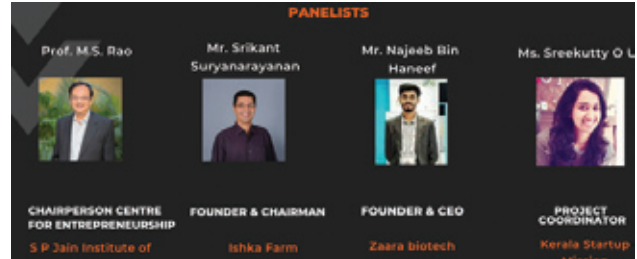 PANELISTS
Prof. M.S. Rao
Mr. Srikant
Suryanarayanan
Mr. Najeeb Bin
Haneef
Ms. Sreekutty O U
CHAIRPERSON CENTRE
FOR ENTREPRENEURSHIP
S P Jain Institute of
FOUNDER & CHAIRMAN
Ishka Farm
FOUNDER & CEO
Zaara biotech
PROJECT
COORDINATOR
Kerala Startup